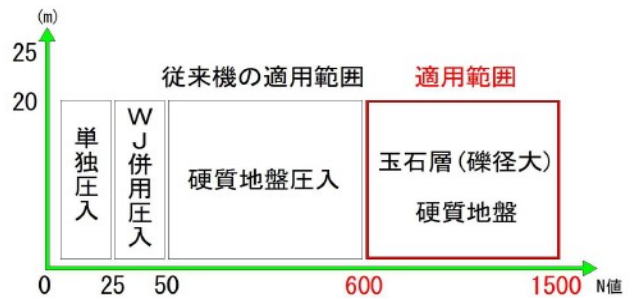 (m)
25
従来機の適用範囲 適用範囲
20
単独圧入
WJ併用圧入
硬質地盤圧入
玉石層(礫径大)
硬質地盤
0 25 50 600 1500 N値